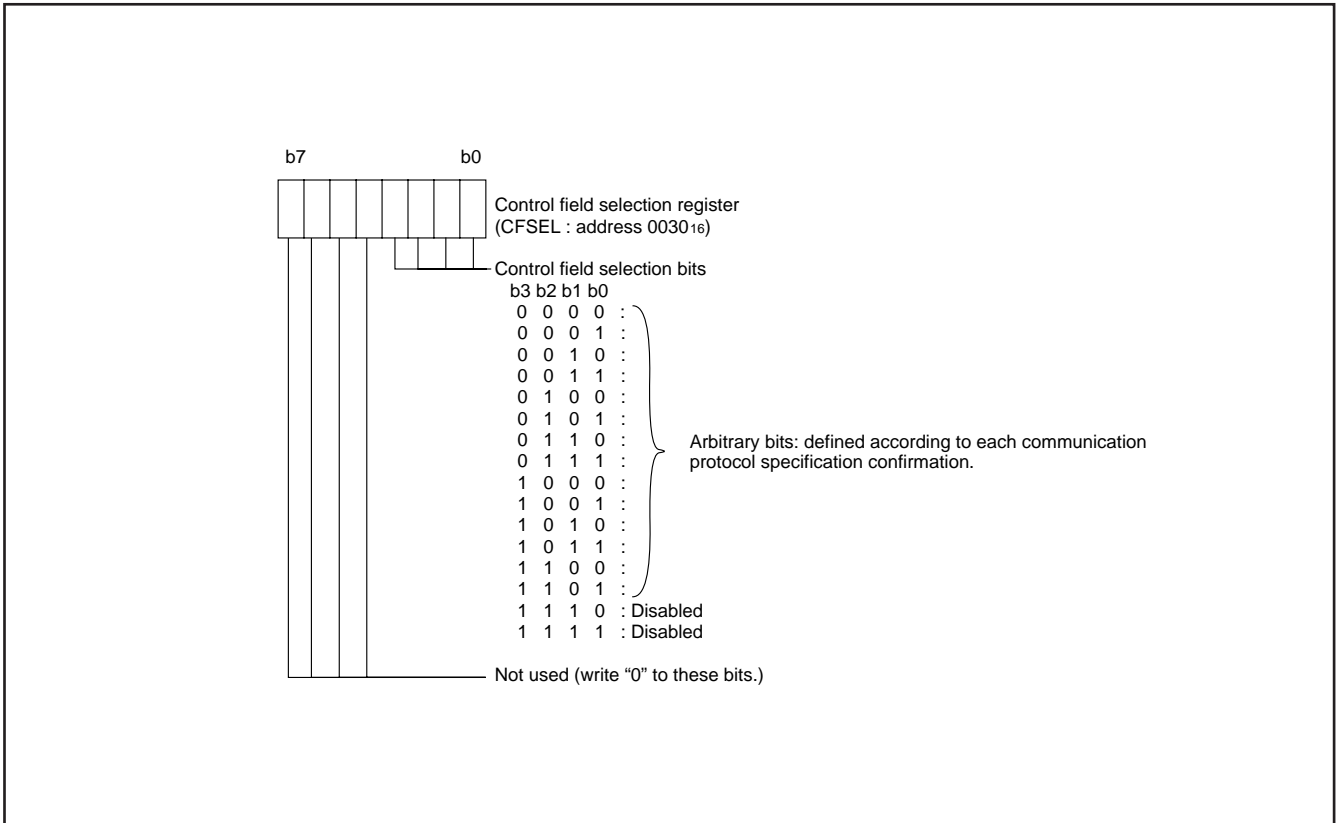 b7 b0
Control field selection register
(CFSEL : address 003016)
Control field selection bits
b3 b2 b1 b0
0 0 0 0 :
0 0 0 1 :
0 0 1 0 :
0 0 1 1 :
0 1 0 0 :
0 1 0 1 :
0 1 1 0 :
0 1 1 1 :
1 0 0 0 :
1 0 0 1 :
1 0 1 0 :
1 0 1 1 :
1 1 0 0 :
1 1 0 1 :
Arbitrary bits: defined according to each communication
protocol specification confirmation.
1 1 1 0 : Disabled
1 1 1 1 : Disabled
Not used (write “0” to these bits.)